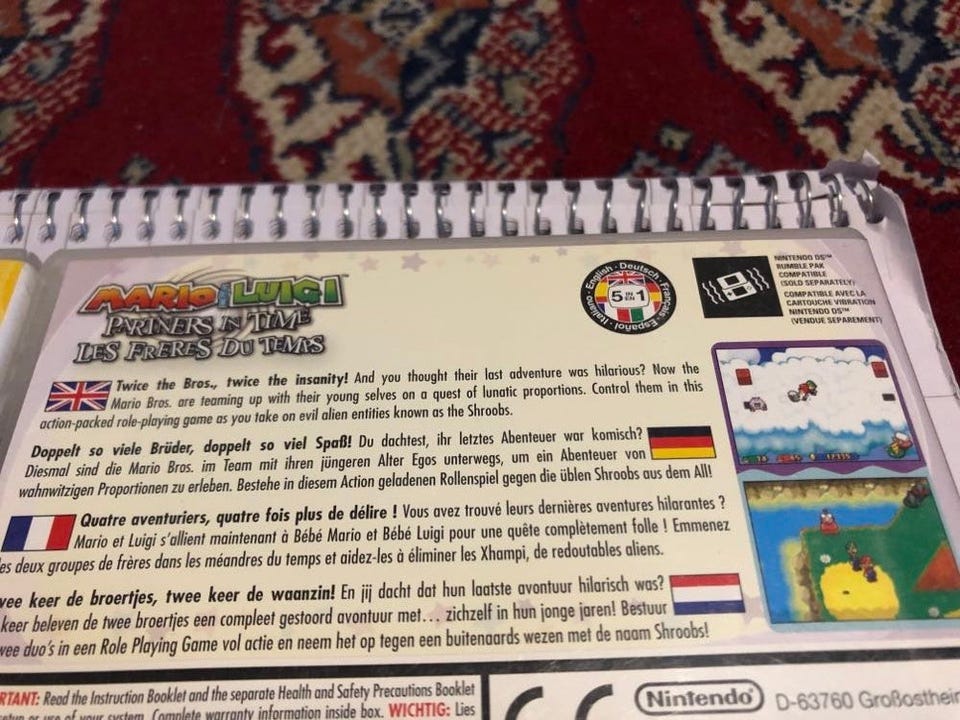 MARIO & LUIGI™
PARTNERS IN TIME
LES FRÈRES DU TEMPS
English · Deutsch · Français · Español · Italiano
5 IN EN 1
NINTENDO DS™
RUMBLE PAK
COMPATIBLE
(SOLD SEPARATELY)
COMPATIBLE AVEC LA
CARTOUCHE VIBRATION
NINTENDO DS™
(VENDUE SEPAREMENT)
Twice the Bros., twice the insanity! And you thought their last adventure was hilarious? Now the
Mario Bros. are teaming up with their young selves on a quest of lunatic proportions. Control them in this
action-packed role-playing game as you take on evil alien entities known as the Shroobs.
Doppelt so viele Brüder, doppelt so viel Spaß! Du dachtest, ihr letztes Abenteuer war komisch?
Diesmal sind die Mario Bros. im Team mit ihren jüngeren Alter Egos unterwegs, um ein Abenteuer von
wahnwitzigen Proportionen zu erleben. Bestehe in diesem Action geladenen Rollenspiel gegen die üblen Shroobs aus dem All!
Quatre aventuriers, quatre fois plus de délire ! Vous avez trouvé leurs dernières aventures hilarantes ?
Mario et Luigi s'allient maintenant à Bébé Mario et Bébé Luigi pour une quête complètement folle ! Emmenez
les deux groupes de frères dans les méandres du temps et aidez-les à éliminer les Xhampi, de redoutables aliens.
wee keer de broertjes, twee keer de waanzin! En jij dacht dat hun laatste avontuur hilarisch was?
keer beleven de twee broertjes een compleet gestoord avontuur met... zichzelf in hun jonge jaren! Bestuur
wee duo's in een Role Playing Game vol actie en neem het op tegen een buitenaards wezen met de naam Shroobs!
RTANT: Read the Instruction Booklet and the separate Health and Safety Precautions Booklet
setup or use of your system. Complete warranty information inside box. WICHTIG: Lies
CE
Nintendo®
D-63760 Großosthei